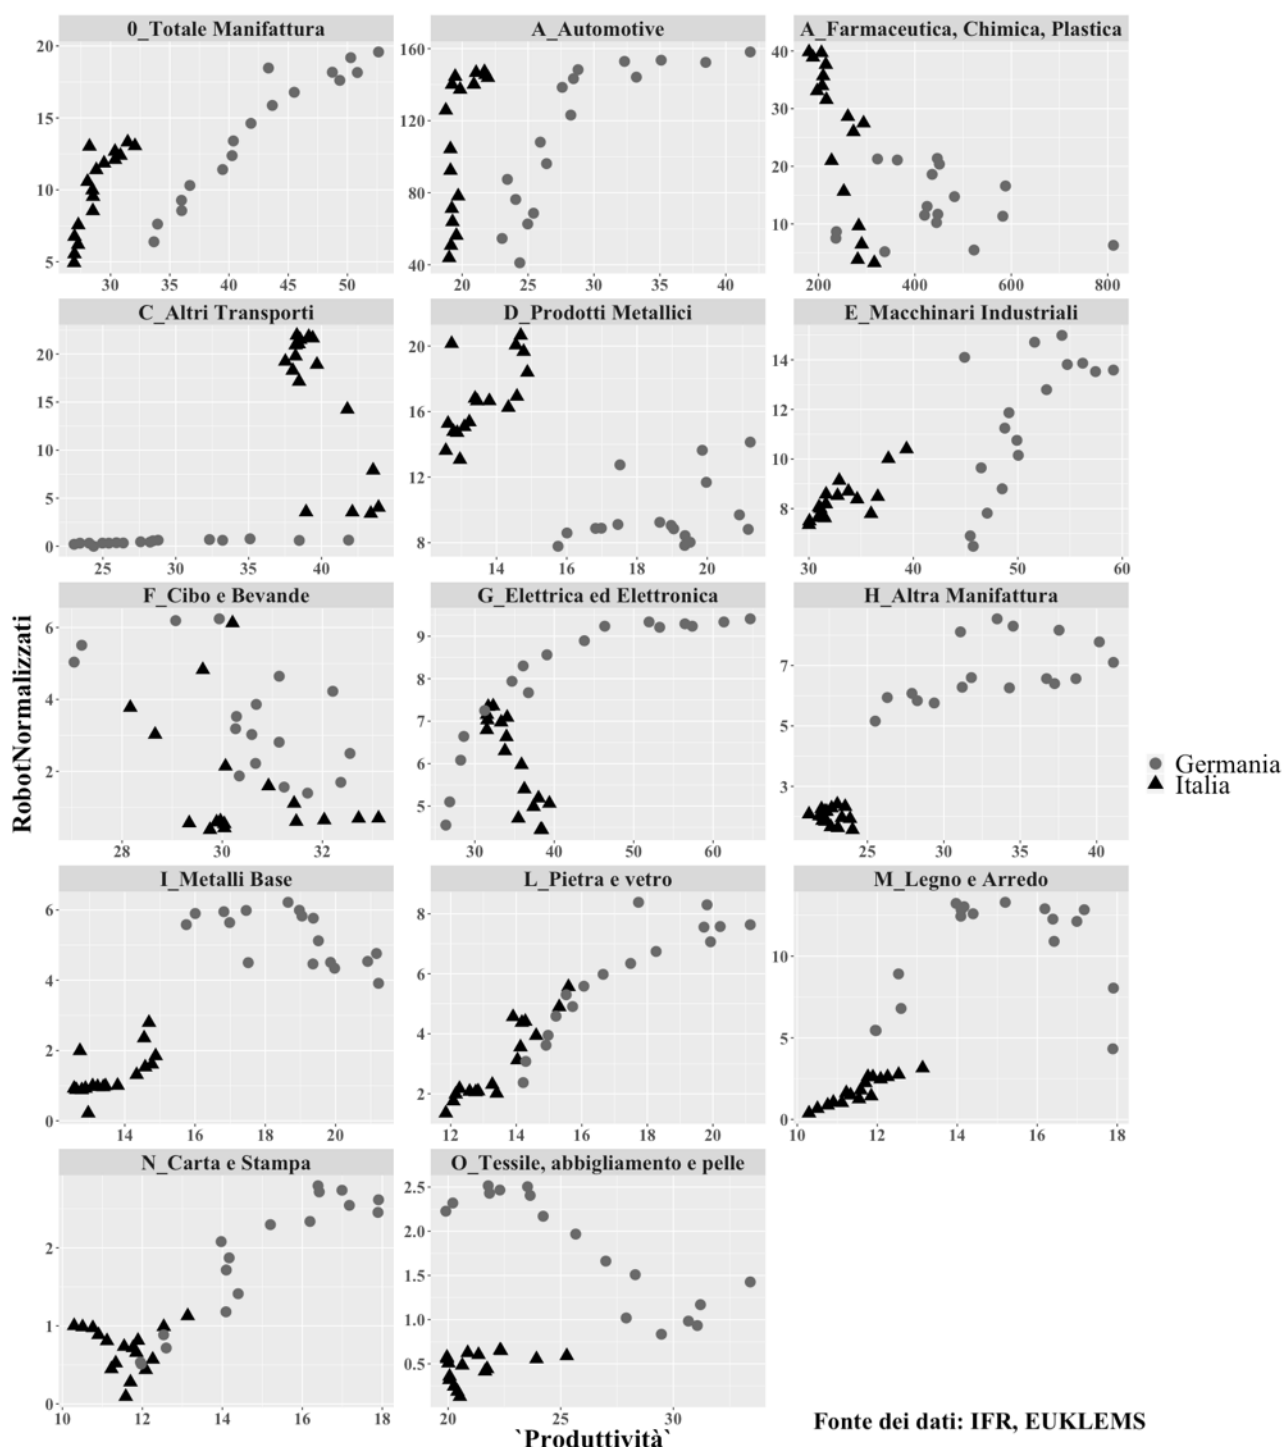 0_Totale Manifattura
A_Automotive
A_Farmaceutica, Chimica, Plastica
20
15
10
5
30 35 40 45 50
160
120
80
40
20 25 30 35 40
40
30
20
10
200 400 600 800
C_Altri Transporti
D_Prodotti Metallici
E_Macchinari Industriali
20
15
10
5
0
25 30 35 40
20
16
12
8
14 16 18 20
14
12
10
8
30 40 50 60
F_Cibo e Bevande
G_Elettrica ed Elettronica
H_Altra Manifattura
6
4
2
28 30 32
9
8
7
6
5
30 40 50 60
7
5
3
25 30 35 40
RobotNormalizzati
Germania
Italia
I_Metalli Base
L_Pietra e vetro
M_Legno e Arredo
6
4
2
0
14 16 18 20
8
6
4
2
12 14 16 18 20
10
5
0
10 12 14 16 18
N_Carta e Stampa
O_Tessile, abbigliamento e pelle
2
1
0
10 12 14 16 18
2.5
2.0
1.5
1.0
0.5
20 25 30
`Produttività`
Fonte dei dati: IFR, EUKLEMS